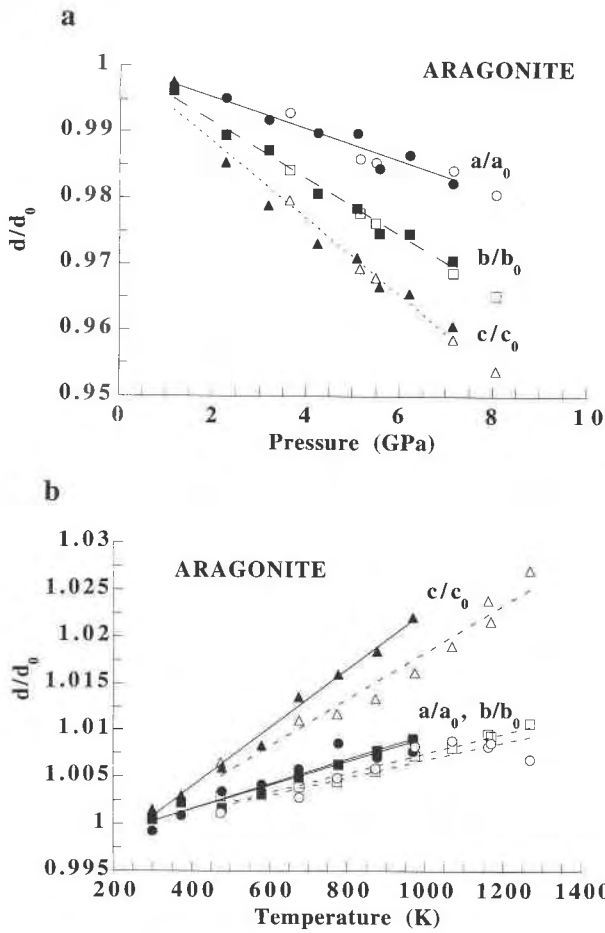 a
1
ARAGONITE
0.99
a/a0
0.98
d/d0
0.97
b/b0
0.96
c/c0
0.95
0 2 4 6 8 10
Pressure (GPa)
b
1.03
ARAGONITE
c/c0
1.025
1.02
d/d0
1.015
a/a0, b/b0
1.01
1.005
1
0.995
200 400 600 800 1000 1200 1400
Temperature (K)